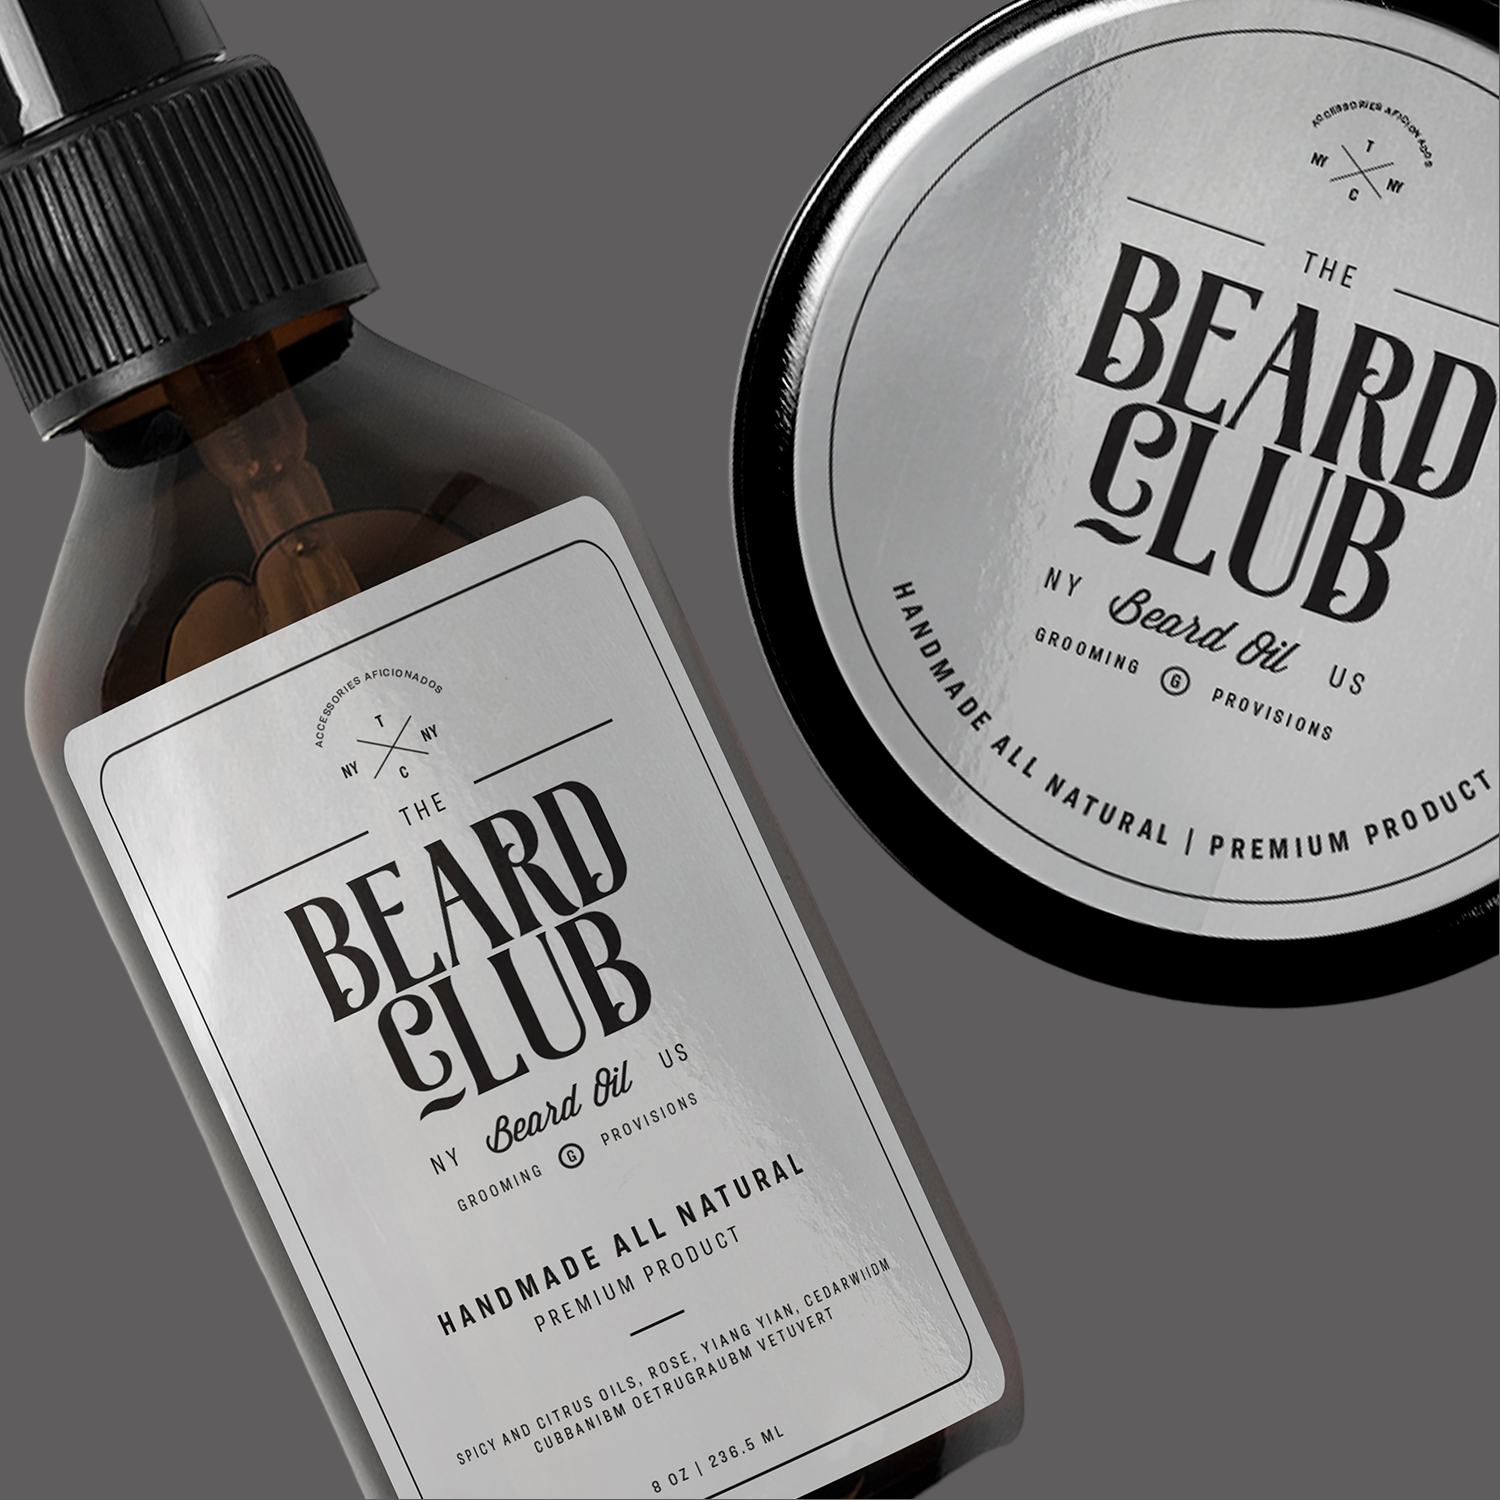 ACCESSORIES AFICIONADOS
T
NY NY
C
THE
BEARD
CLUB
NY Beard Oil US
GROOMING G PROVISIONS
HANDMADE ALL NATURAL
PREMIUM PRODUCT
SPICY AND CITRUS OILS, ROSE, YIANG YIAN, CEDARWIIDM
CUBBANIBM OETRUGRAUBM VETUVERT
8 OZ | 236.5 ML
ACCESSORIES AFICIONADOS
T
NY NY
C
THE
BEARD
CLUB
NY Beard Oil US
GROOMING G PROVISIONS
HANDMADE ALL NATURAL | PREMIUM PRODUCT